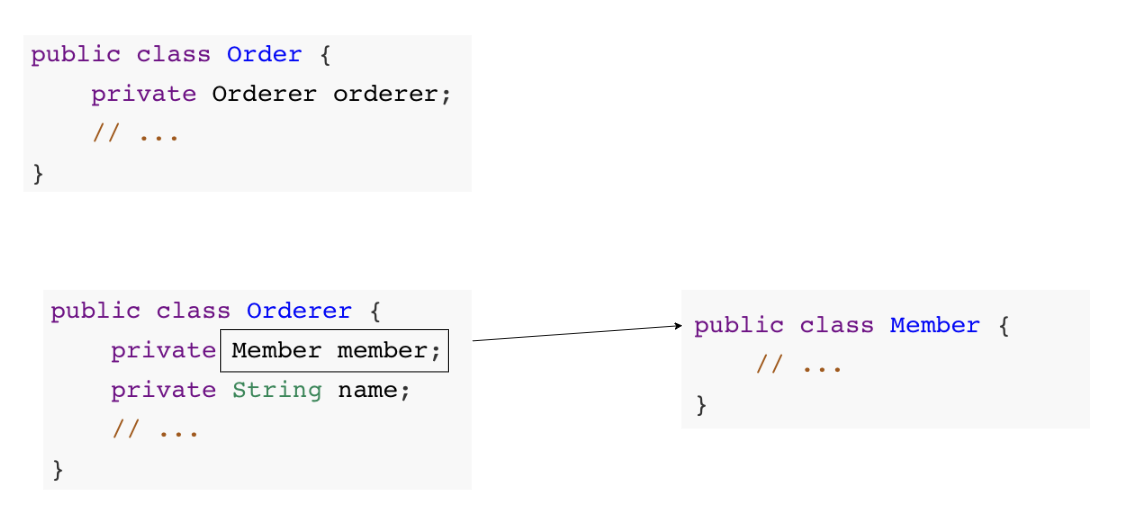 public class Order {
    private Orderer orderer;
    // ...
}
public class Orderer {
    private Member member;
    private String name;
    // ...
}
public class Member {
    // ...
}